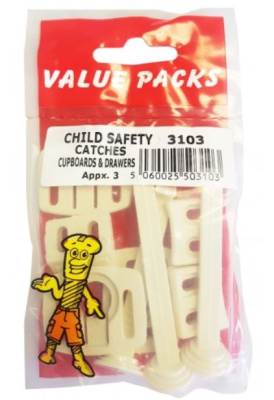 VALUE PACKS
CHILD SAFETY 3103
CATCHES
CUPBOARDS & DRAWERS
Appx. 3 5 060025 503103